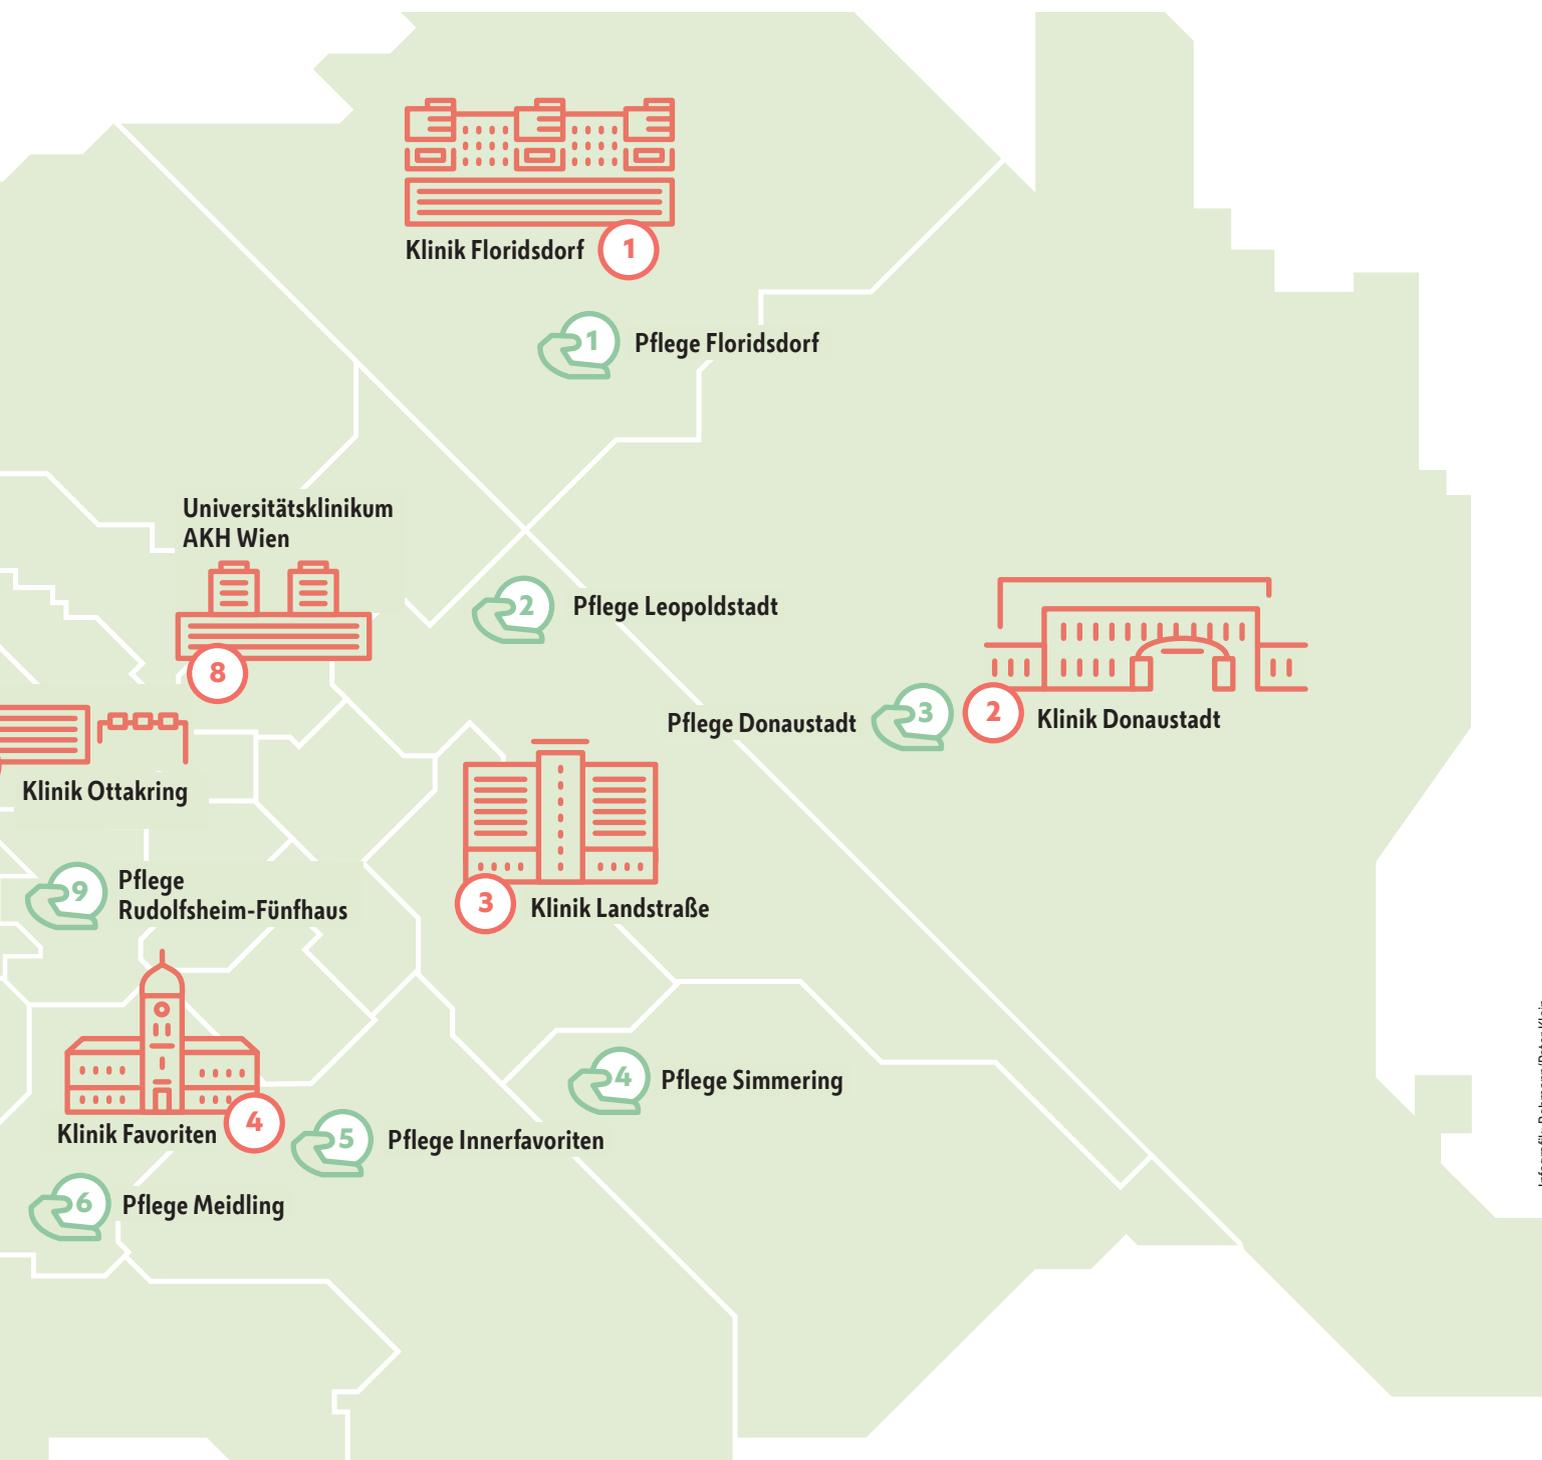 Klinik Floridsdorf
1
1
Pflege Floridsdorf
Universitätsklinikum
AKH Wien
8
2
Pflege Leopoldstadt
Pflege Donaustadt
3
2
Klinik Donaustadt
Klinik Ottakring
3
Klinik Landstraße
9
Pflege
Rudolfsheim-Fünfhaus
4
Pflege Simmering
Klinik Favoriten
4
5
Pflege Innerfavoriten
6
Pflege Meidling